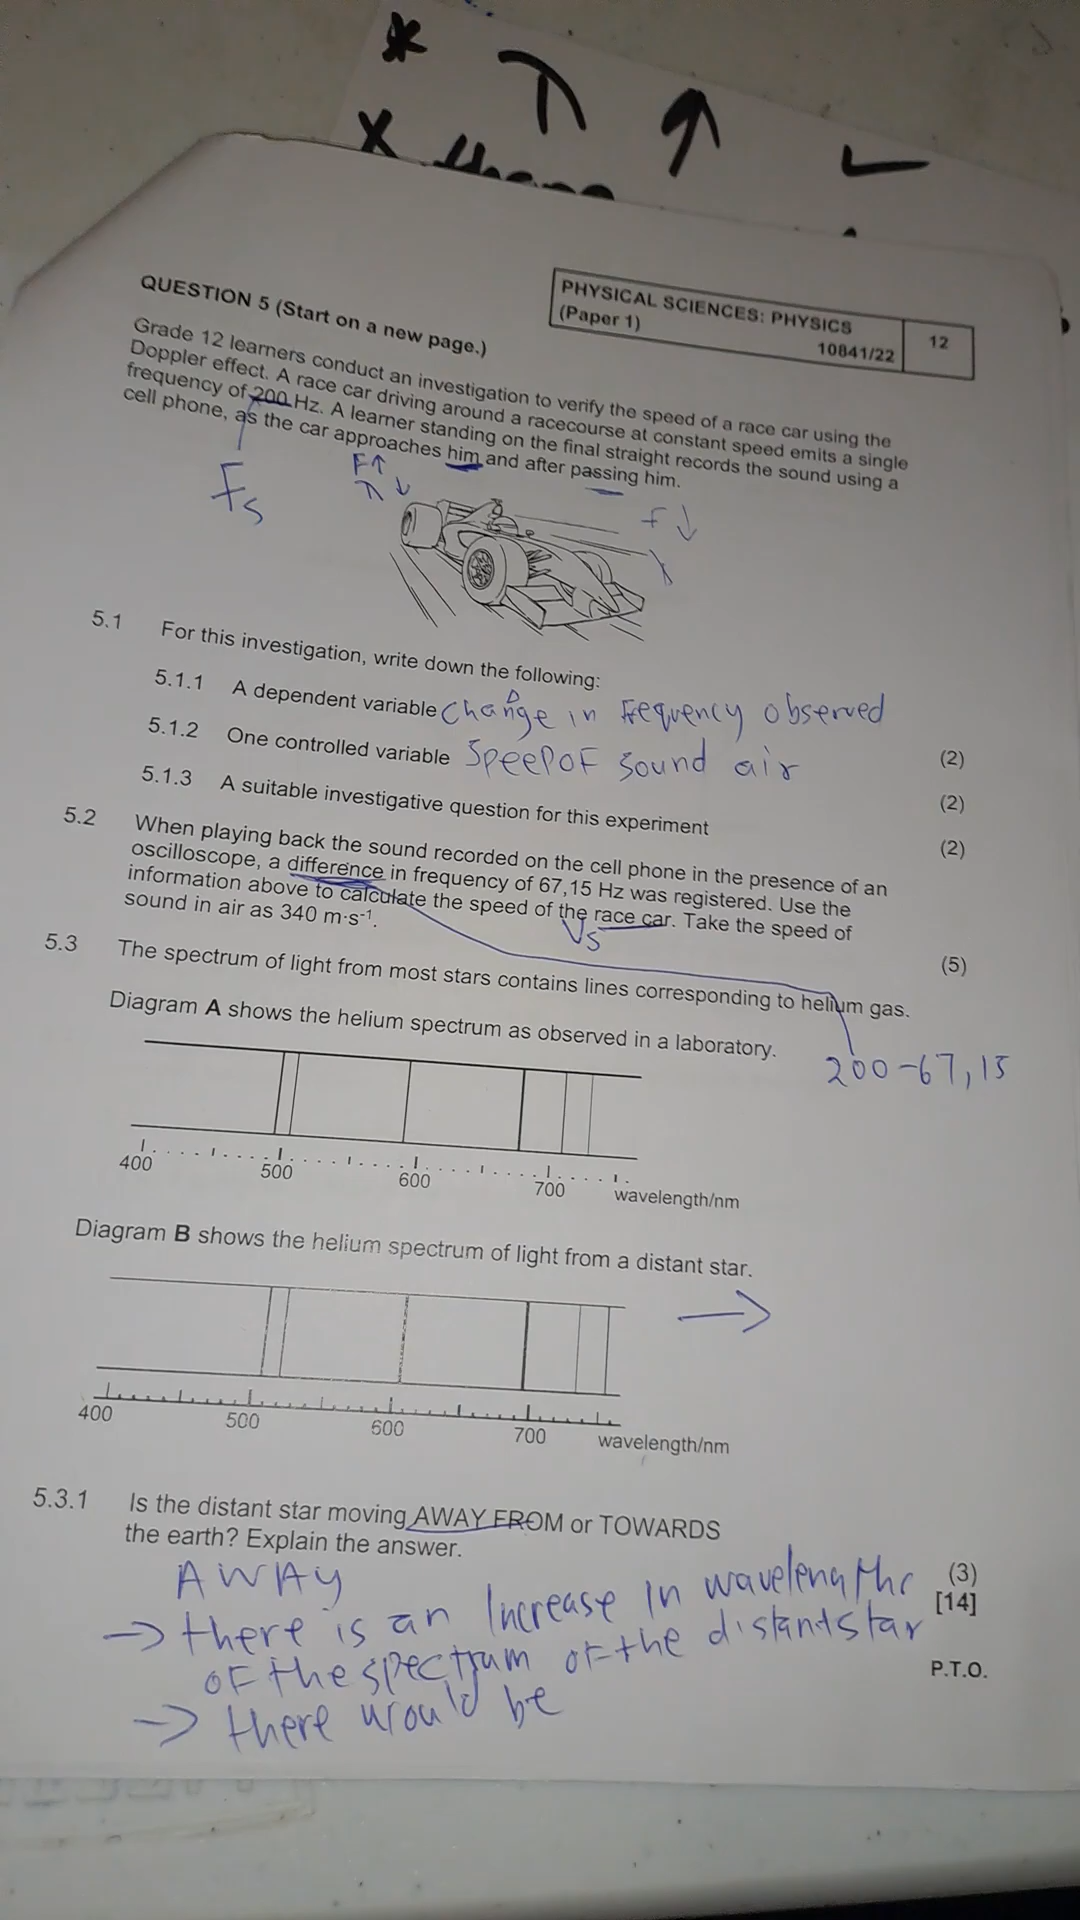 PHYSICAL SCIENCES: PHYSICS
(Paper 1)
10841/22
12
QUESTION 5 (Start on a new page.)
Grade 12 learners conduct an investigation to verify the speed of a race car using the
Doppler effect. A race car driving around a racecourse at constant speed emits a single
frequency of 200 Hz. A learner standing on the final straight records the sound using a
cell phone, as the car approaches him and after passing him.
Fs
F↑
↓
F↓
5.1 For this investigation, write down the following:
5.1.1 A dependent variable change in frequency observed
(2)
5.1.2 One controlled variable speed of sound air
(2)
5.1.3 A suitable investigative question for this experiment
(2)
5.2 When playing back the sound recorded on the cell phone in the presence of an
oscilloscope, a difference in frequency of 67,15 Hz was registered. Use the
information above to calculate the speed of the race car. Take the speed of
sound in air as 340 m·s⁻¹.
Vs
(5)
5.3 The spectrum of light from most stars contains lines corresponding to helium gas.
Diagram A shows the helium spectrum as observed in a laboratory.
200-67,15
400 500 600 700 wavelength/nm
Diagram B shows the helium spectrum of light from a distant star.
400 500 600 700 wavelength/nm
5.3.1 Is the distant star moving AWAY FROM or TOWARDS
the earth? Explain the answer.
(3)
[14]
AWAY
→ there is an Increase in
of the spectrum of the distant star
→ there would be
P.T.O.